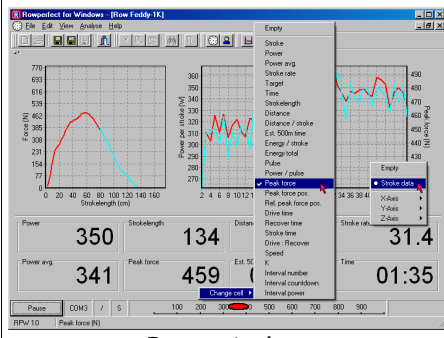 Rowperfect for Windows - [Row Feddy-1K]
File Edit View Analyse Help
Empty
Stroke
Power
Power avg.
Stroke rate
Target
Time
Strokelength
Distance
Distance / stroke
Est. 500m time
Energy / stroke
Energy total
Pulse
Power / pulse
Peak force
Peak force pos.
Rel. peak force pos.
Drive time
Recover time
Stroke time
Drive : Recover
Speed
K
Interval number
Interval countdown
Interval power
Change cell
Empty
Stroke data
X-Axis
Y-Axis
Z-Axis
Force (N)
770
693
616
539
462
385
308
231
154
77
0
0 20 40 60 80 100 120 140 160
Strokelength (cm)
Power per stroke [W]
360
350
340
330
320
310
300
290
280
270
2 4 6 8 10 12 1
34 36 38 40
490
480
470
460
450
440
430
Peak force (N)
Power
350
Strokelength
134
Distan
Stroke rate
31.4
Power avg.
341
Peak force
459
Est. 50
Time
01:35
Pause COM3 / S
100 200 300 500 600 700 800 900
RPW 1.0 Peak force [N]